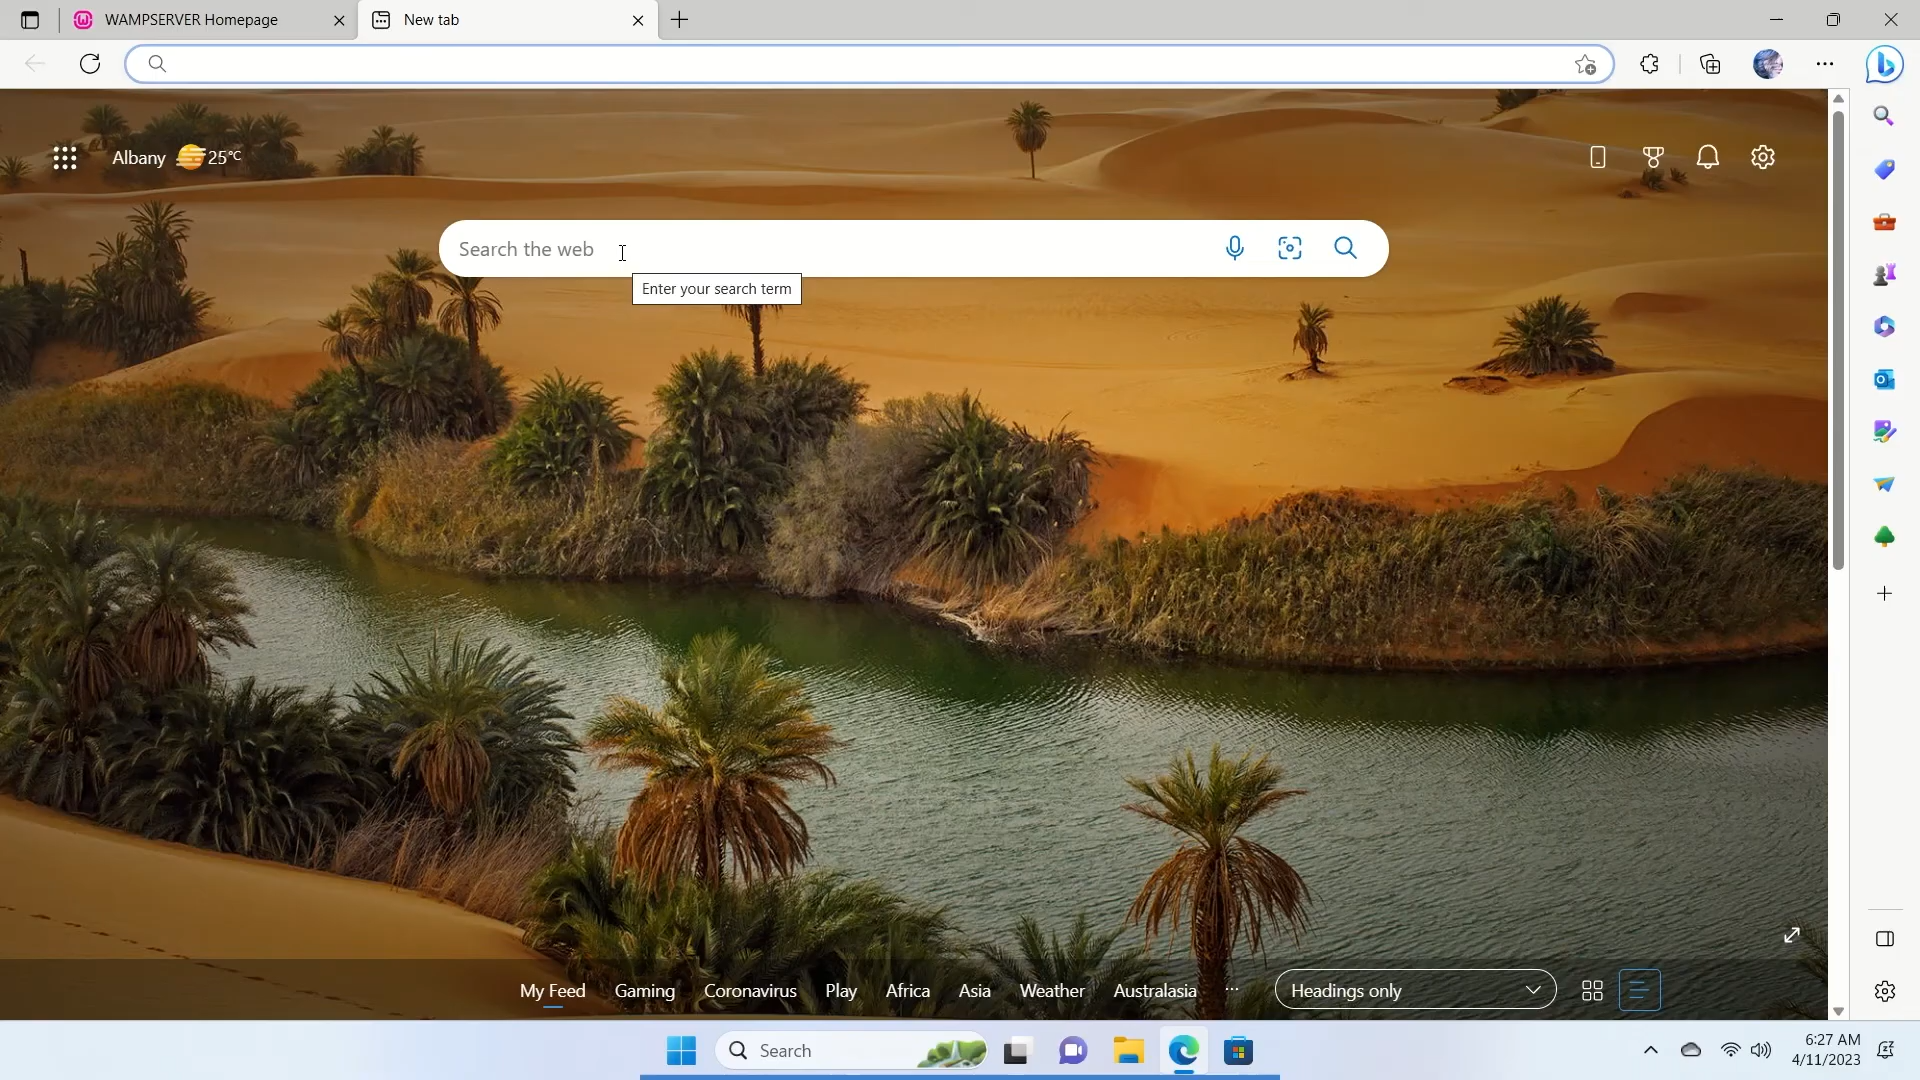 WAMPSERVER Homepage
New tab
Albany 25°C
Search the web
Enter your search term
My Feed Gaming Coronavirus Play Africa Asia Weather Australasia ... Headings only
Search
6:27 AM
4/11/2023